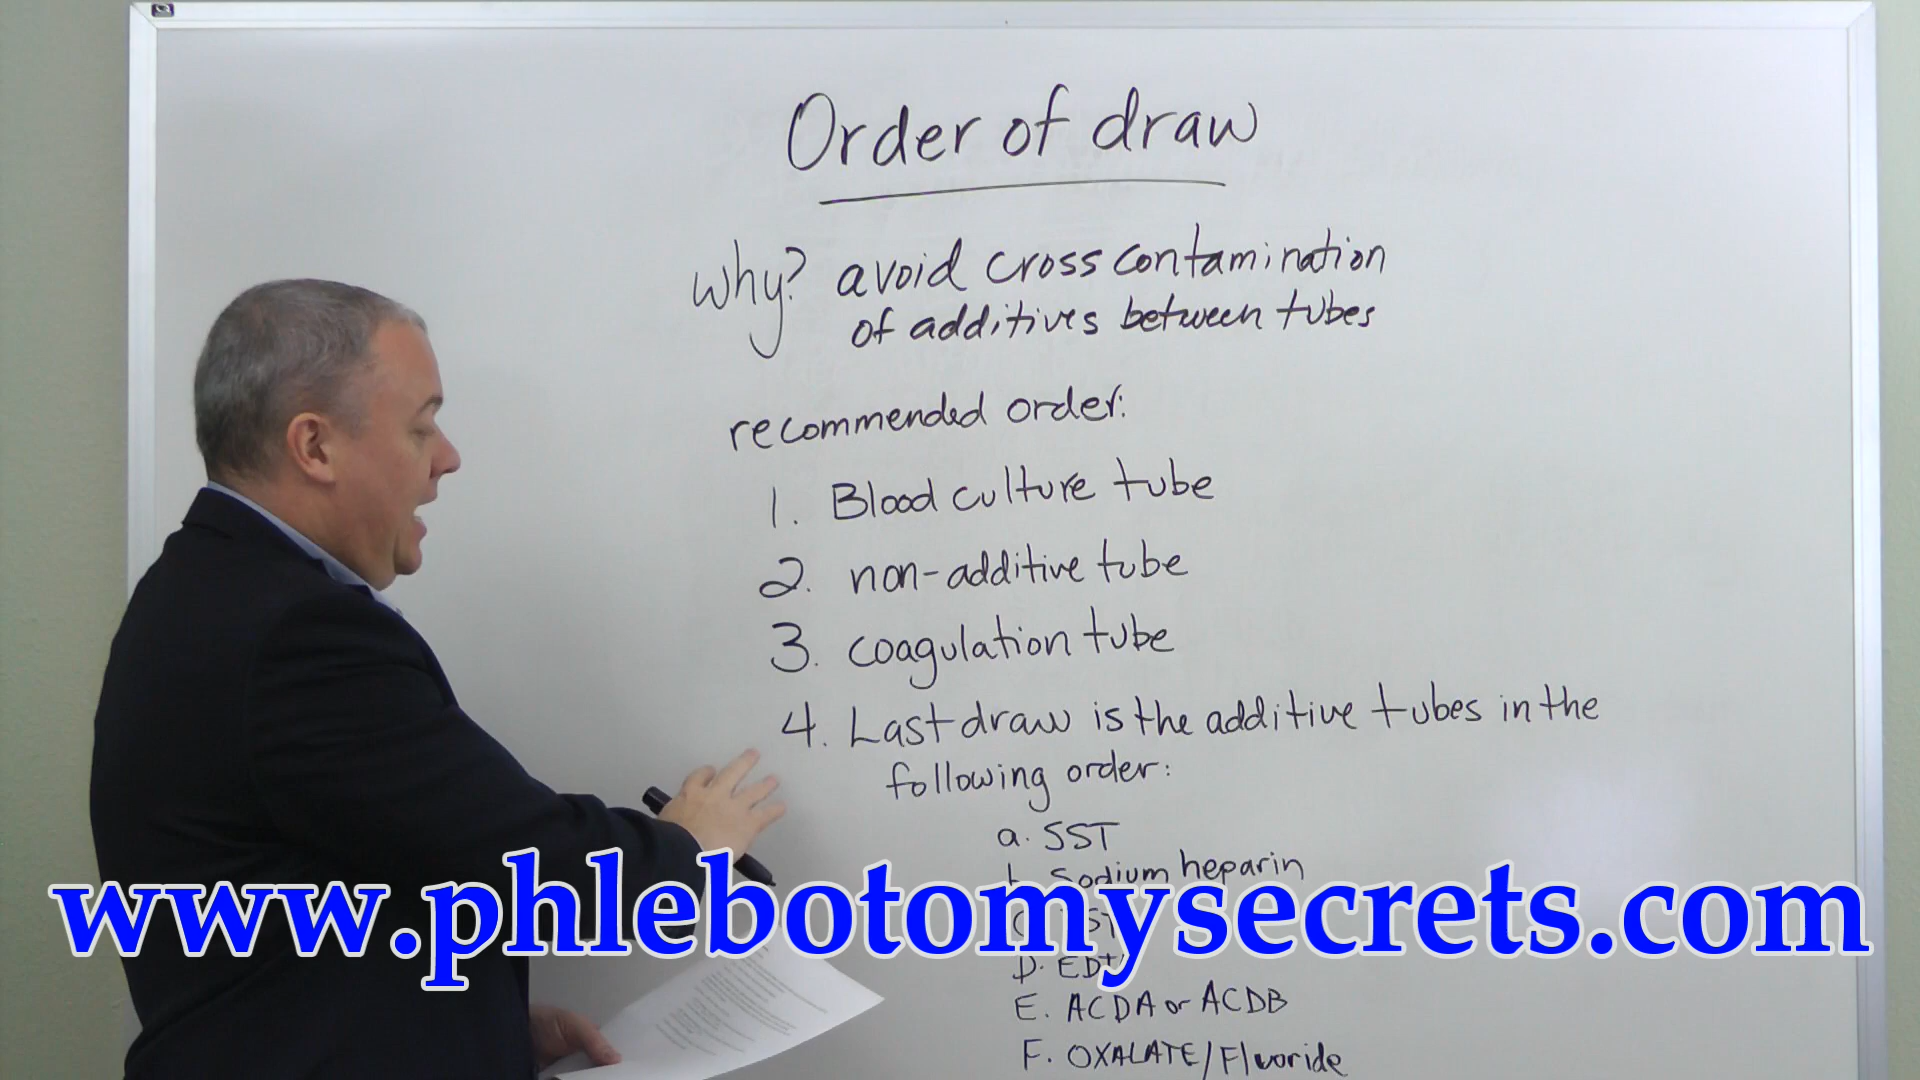 Order of draw
why? avoid cross contamination
of additives between tubes
recommended order:
1. Blood culture tube
2. non-additive tube
3. coagulation tube
4. Last draw is the additive tubes in the
following order:
a. SST
Sodium heparin
www.phlebotomysecrets.com
D.
E. ACDA or ACDB
F. OXALATE/Fluoride